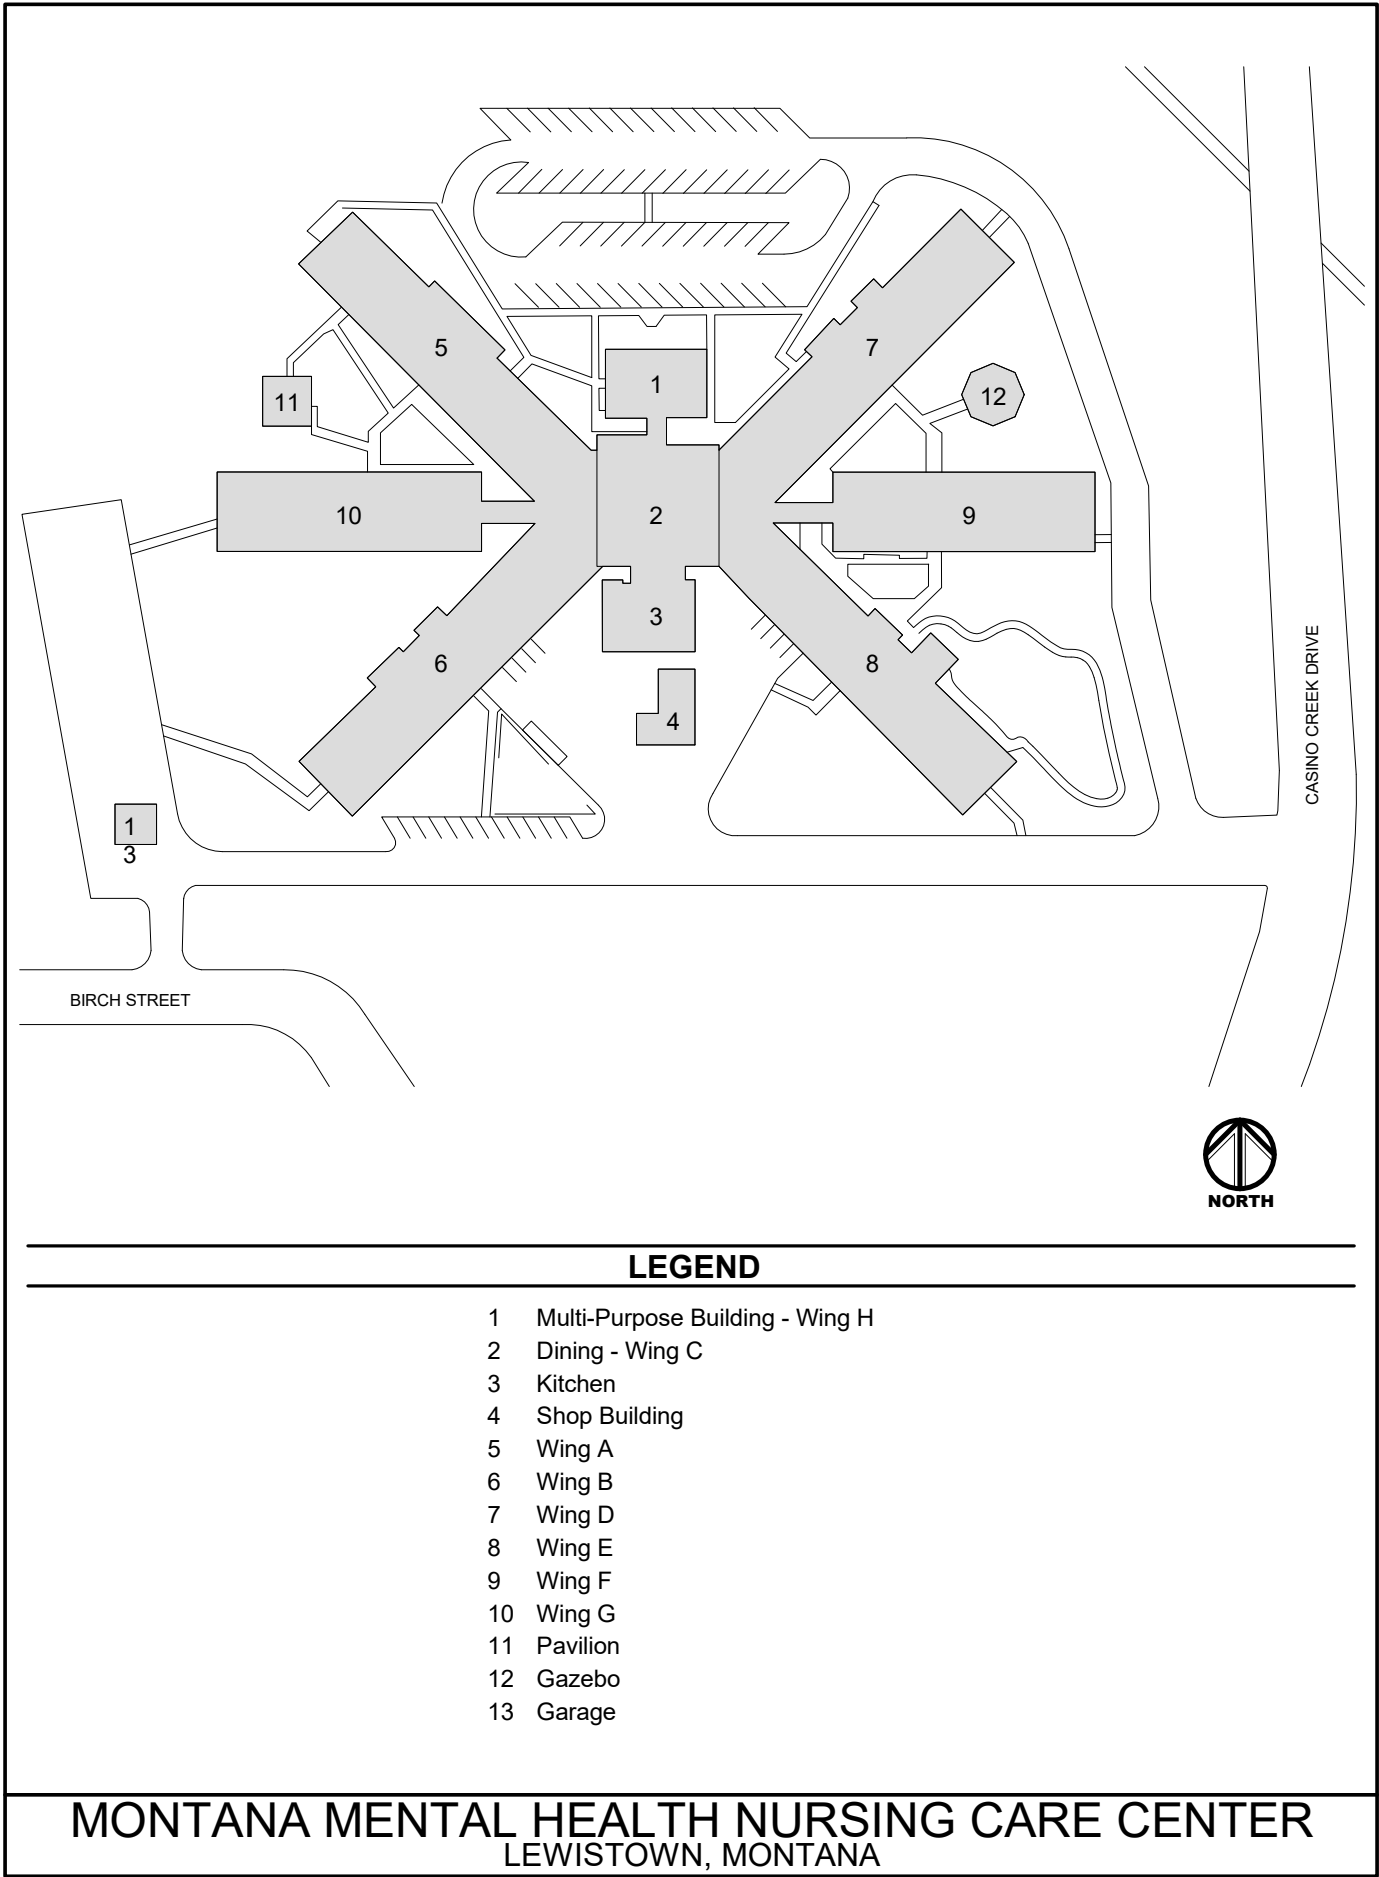 5
7
1
11
12
10
2
9
3
6
8
4
CASINO CREEK DRIVE
1
3
BIRCH STREET
NORTH
LEGEND
1 Multi-Purpose Building - Wing H
2 Dining - Wing C
3 Kitchen
4 Shop Building
5 Wing A
6 Wing B
7 Wing D
8 Wing E
9 Wing F
10 Wing G
11 Pavilion
12 Gazebo
13 Garage
MONTANA MENTAL HEALTH NURSING CARE CENTER
LEWISTOWN, MONTANA